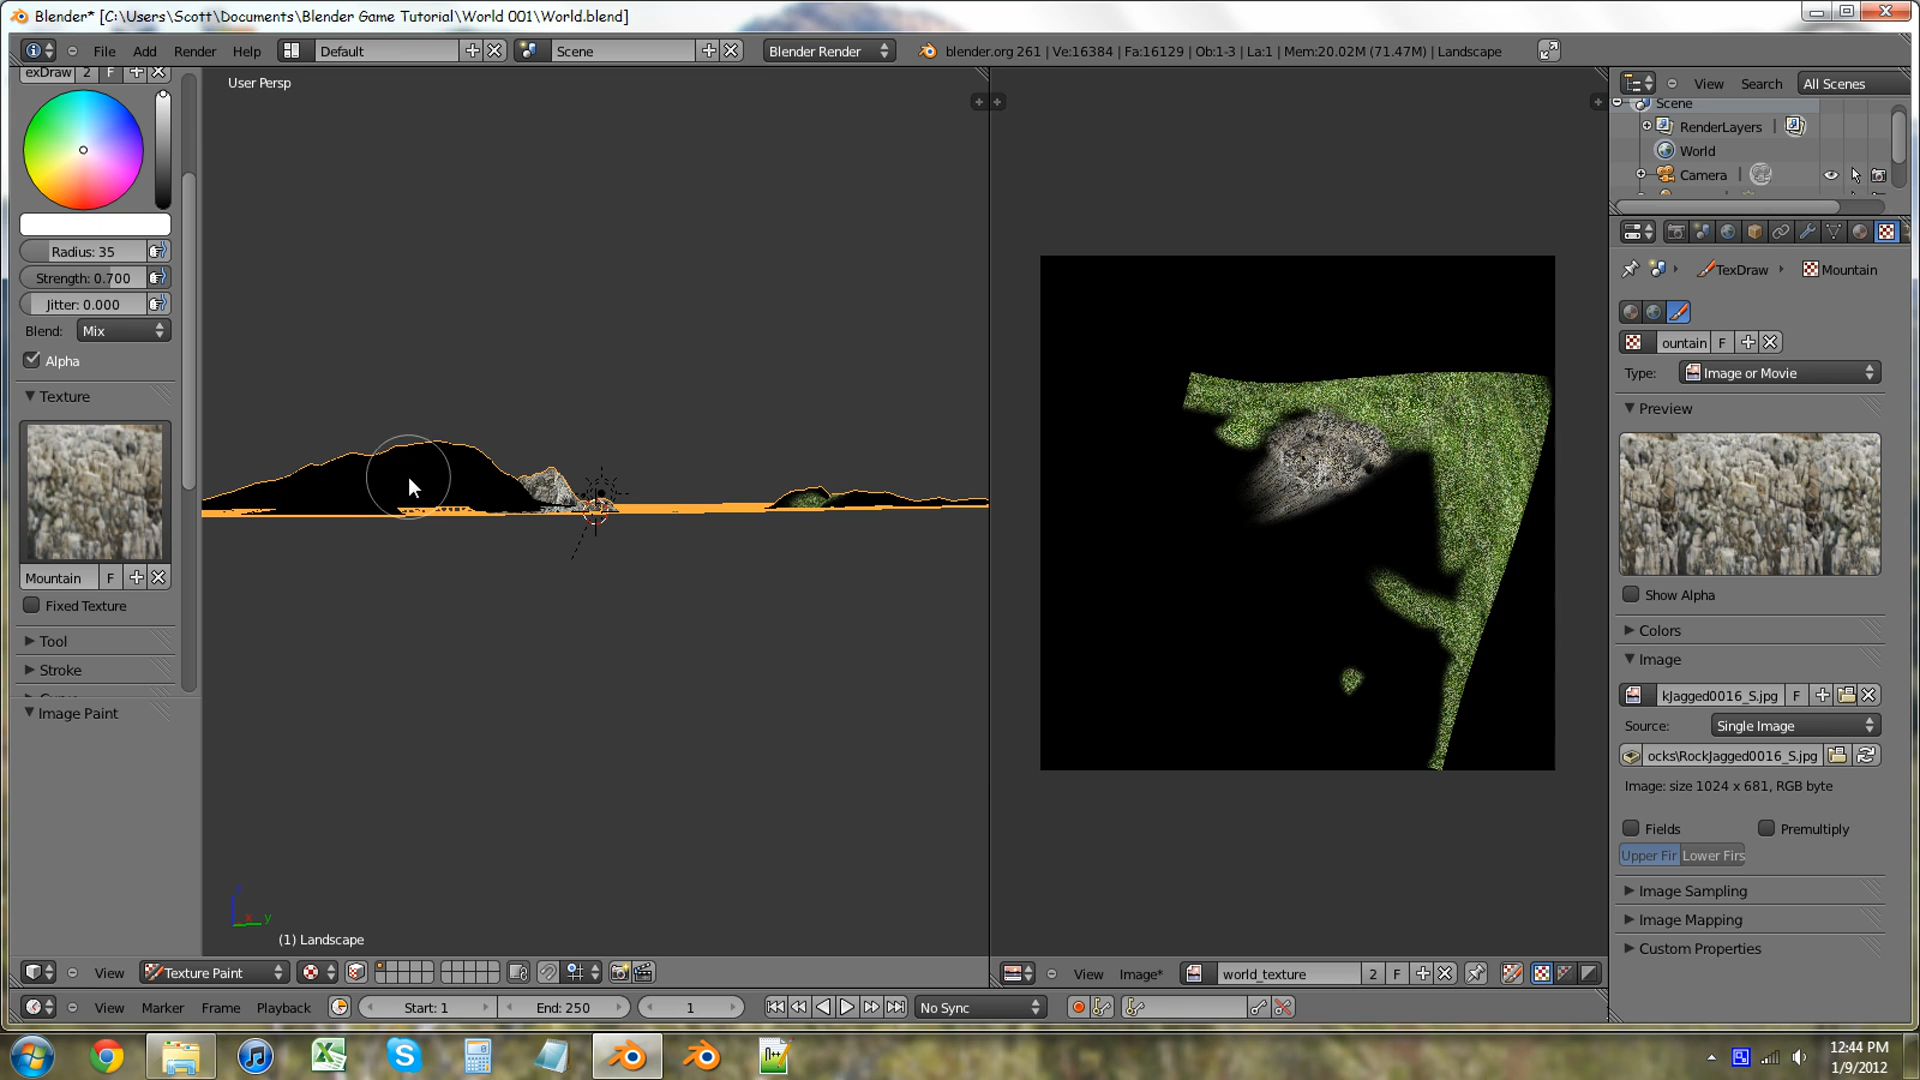 Blender* [C:\Users\Scott\Documents\Blender Game Tutorial\World 001\World.blend]
File Add Render Help Default Scene Blender Render blender.org 261 | Ve:16384 | Fa:16129 | Ob:1-3 | La:1 | Mem:20.02M (71.47M) | Landscape
exDraw 2 F
User Persp
View Search All Scenes
Scene
RenderLayers
World
Camera
Radius: 35
Strength: 0.700
Jitter: 0.000
Blend: Mix
Alpha
Texture
Mountain F
Fixed Texture
Tool
Stroke
Image Paint
TexDraw Mountain
ountain F
Type: Image or Movie
Preview
Show Alpha
Colors
Image
kJagged0016_S.jpg F
Source: Single Image
ocks\RockJagged0016_S.jpg
Image: size 1024 x 681, RGB byte
Fields Premultiply
Upper Fir Lower Firs
Image Sampling
Image Mapping
Custom Properties
x y
(1) Landscape
View Texture Paint
View Image* world_texture 2 F
View Marker Frame Playback Start: 1 End: 250 1 No Sync
12:44 PM
1/9/2012